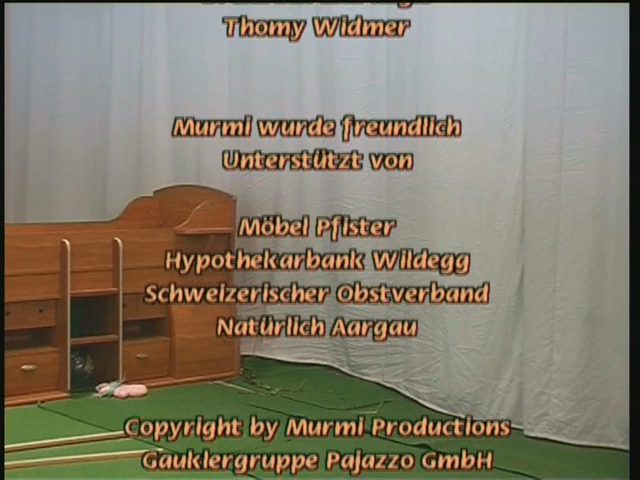 Thomy Widmer
Murmi wurde freundlich
Unterstützt von
Möbel Pfister
Hypothekarbank Wildegg
Schweizerischer Obstverband
Natürlich Aargau
Copyright by Murmi Productions
Gauklergruppe Pajazzo GmbH